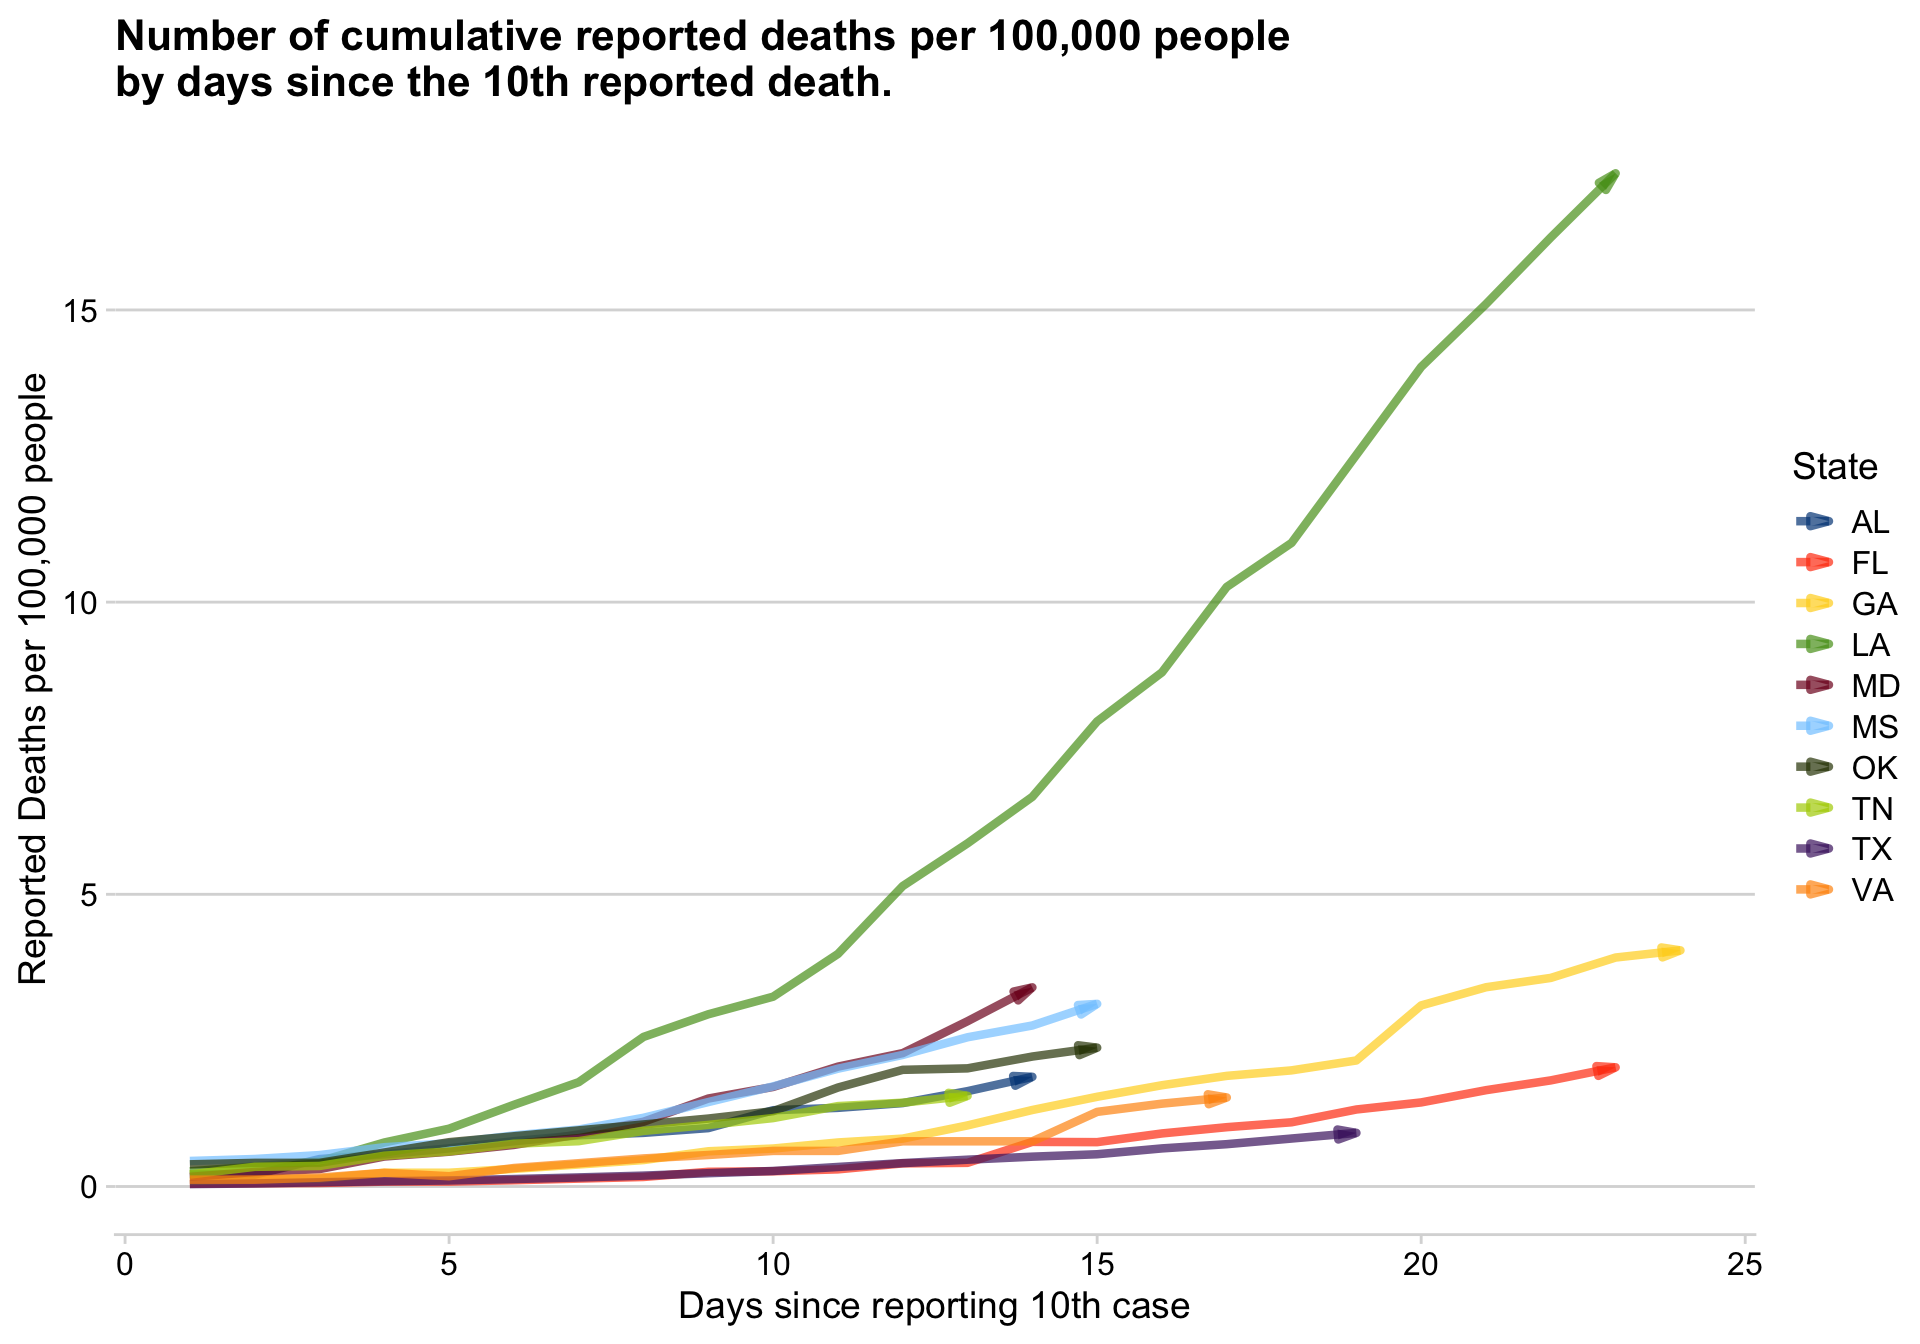 Number of cumulative reported deaths per 100,000 people
by days since the 10th reported death.
Reported Deaths per 100,000 people
15
10
5
0
0 5 10 15 20 25
Days since reporting 10th case
State
AL
FL
GA
LA
MD
MS
OK
TN
TX
VA